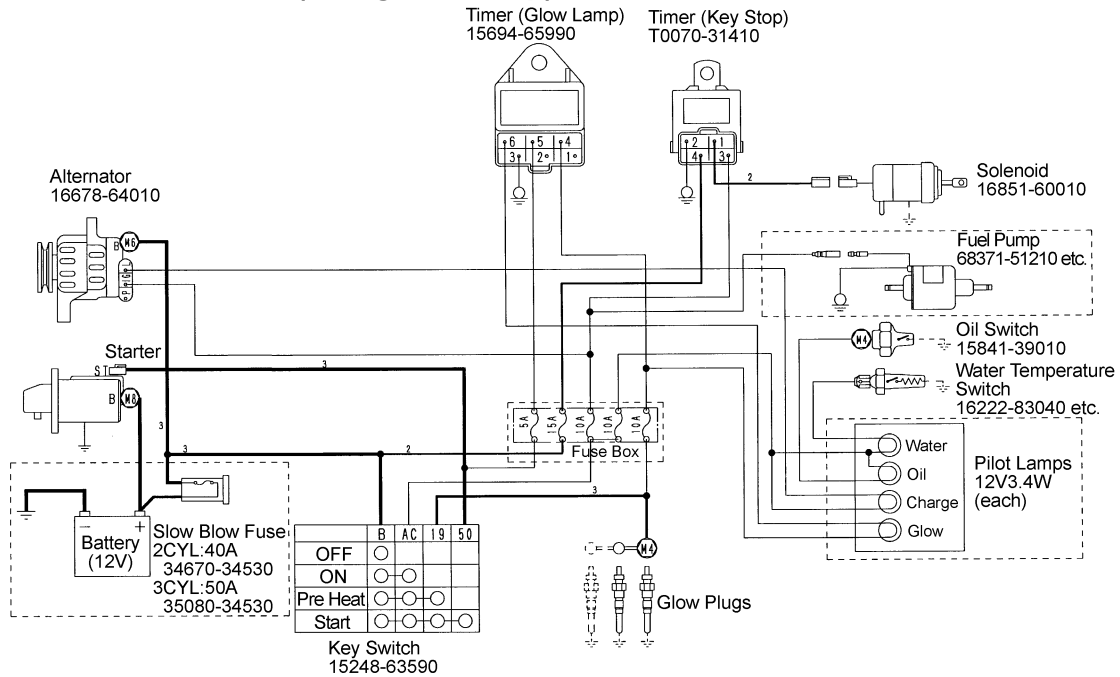 Timer (Glow Lamp)
15694-65990
Timer (Key Stop)
T0070-31410
6 5 4
3 2 1
2 1
4 3
2
Solenoid
16851-60010
Alternator
16678-64010
B M6
L
IG
P
Fuel Pump
68371-51210 etc.
M4
Oil Switch
15841-39010
Water Temperature
Switch
16222-83040 etc.
Starter
ST
3
B M8
3
3
2
5A 15A 10A 10A 10A
Fuse Box
Water
Oil
Charge
Glow
Pilot Lamps
12V3.4W
(each)
3
− +
Battery
(12V)
Slow Blow Fuse
2CYL:40A
34670-34530
3CYL:50A
35080-34530
B AC 19 50
OFF
ON
Pre Heat
Start
Key Switch
15248-63590
M4
Glow Plugs